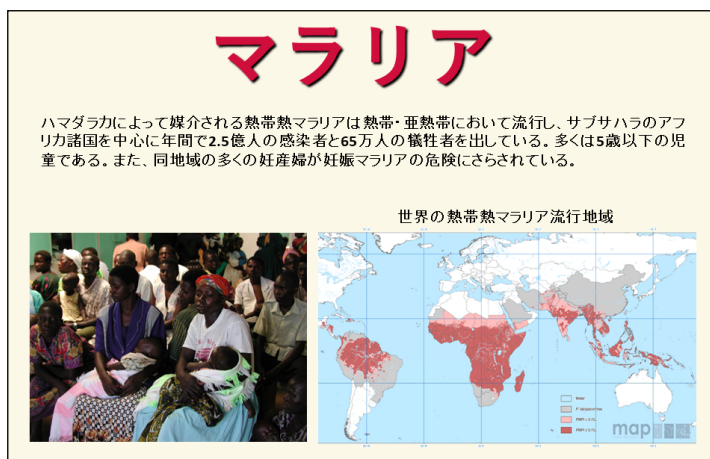 マラリア
ハマダラカによって媒介される熱帯熱マラリアは熱帯・亜熱帯において流行し、サブサハラのアフ
リカ諸国を中心に年間で2.5億人の感染者と65万人の犠牲者を出している。多くは5歳以下の児
童である。また、同地域の多くの妊産婦が妊娠マラリアの危険にさらされている。
世界の熱帯熱マラリア流行地域
Water
map